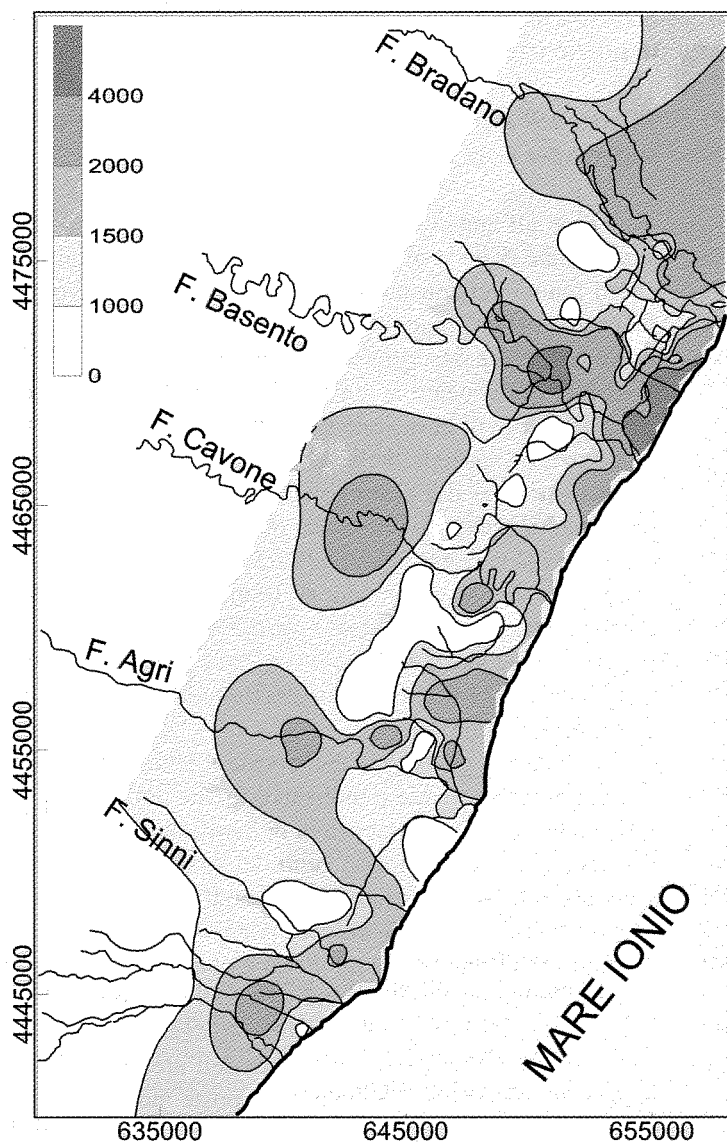 F. Bradano
4000
2000
1500
1000
0
4475000
F. Basento
F. Cavone
4465000
F. Agri
4455000
F. Sinni
4445000
MARE IONIO
635000 645000 655000